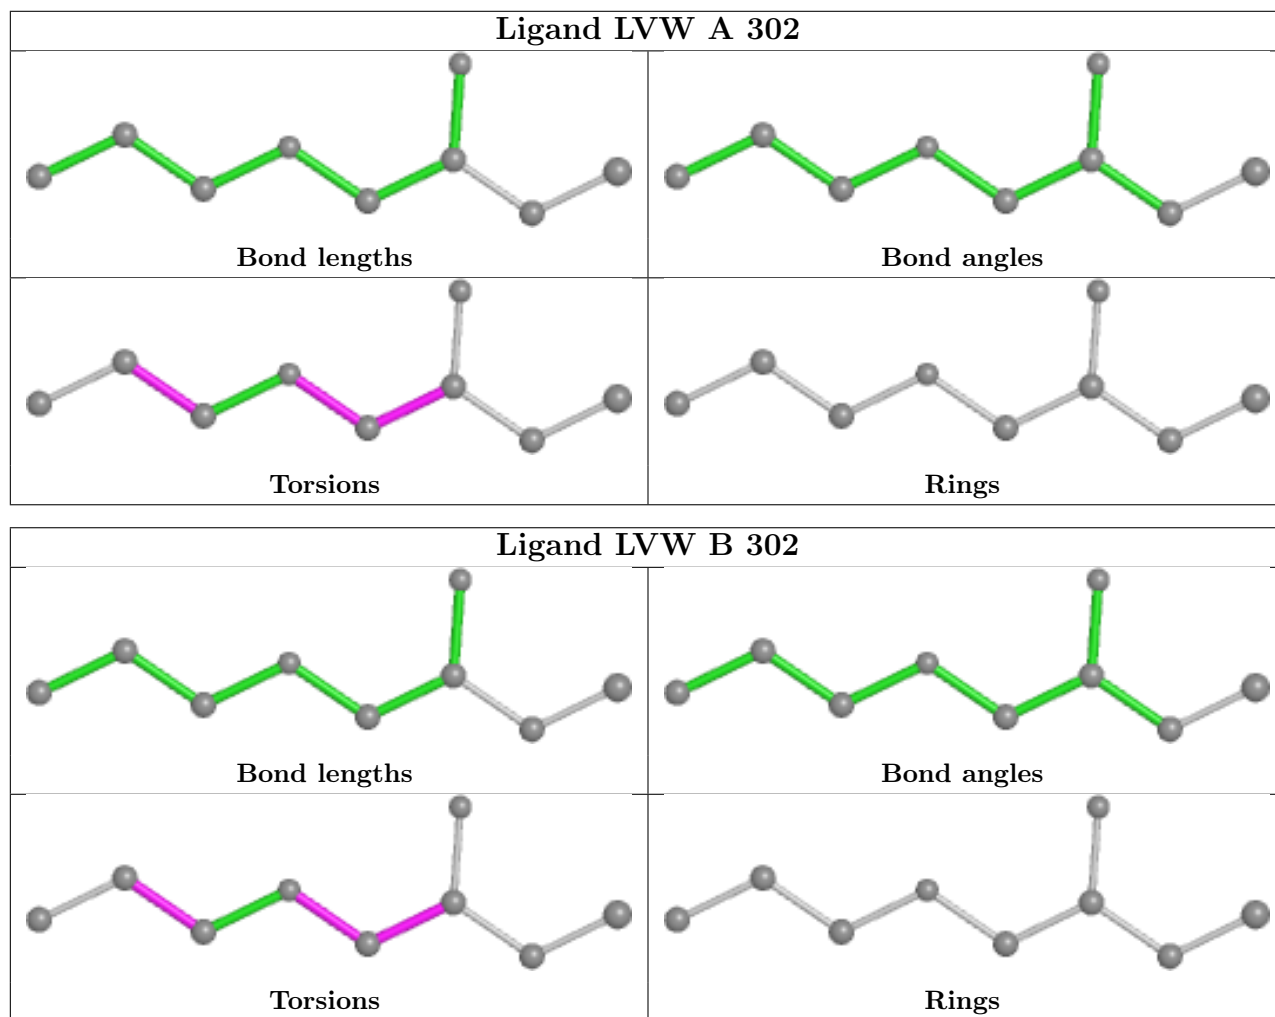 Ligand LVW A 302
Bond lengths
Bond angles
Torsions
Rings
Ligand LVW B 302
Bond lengths
Bond angles
Torsions
Rings